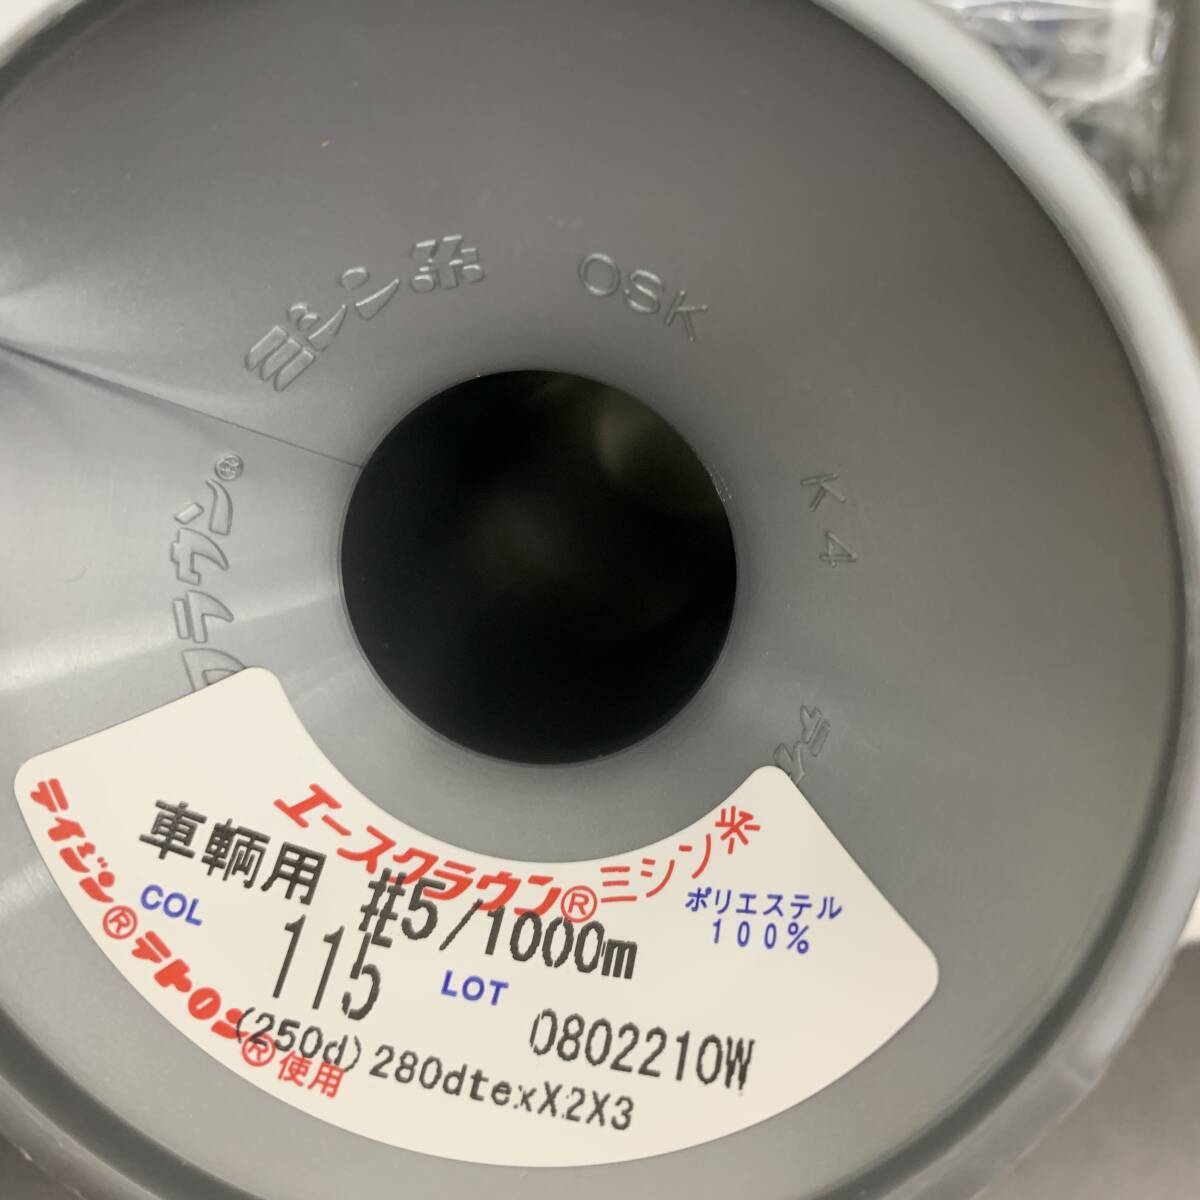 ミシン糸
OSK
K4
クラウン®
エースクラウン®ミシン糸
車輌用 #5/1000m
ポリエステル
100%
COL 115
LOT 0802210W
(250d)280dtexX2X3
テイジン®テトロン®使用